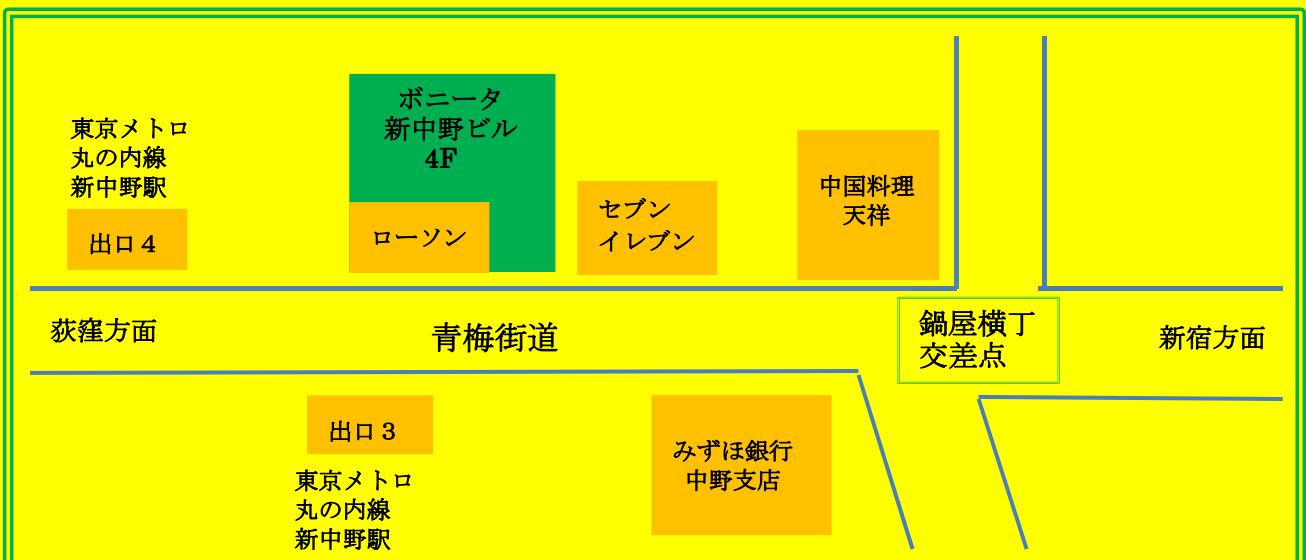 ボニータ
新中野ビル
4F
東京メトロ
丸の内線
新中野駅
出口４
ローソン
セブン
イレブン
中国料理
天祥
荻窪方面
青梅街道
鍋屋横丁
交差点
新宿方面
出口３
東京メトロ
丸の内線
新中野駅
みずほ銀行
中野支店